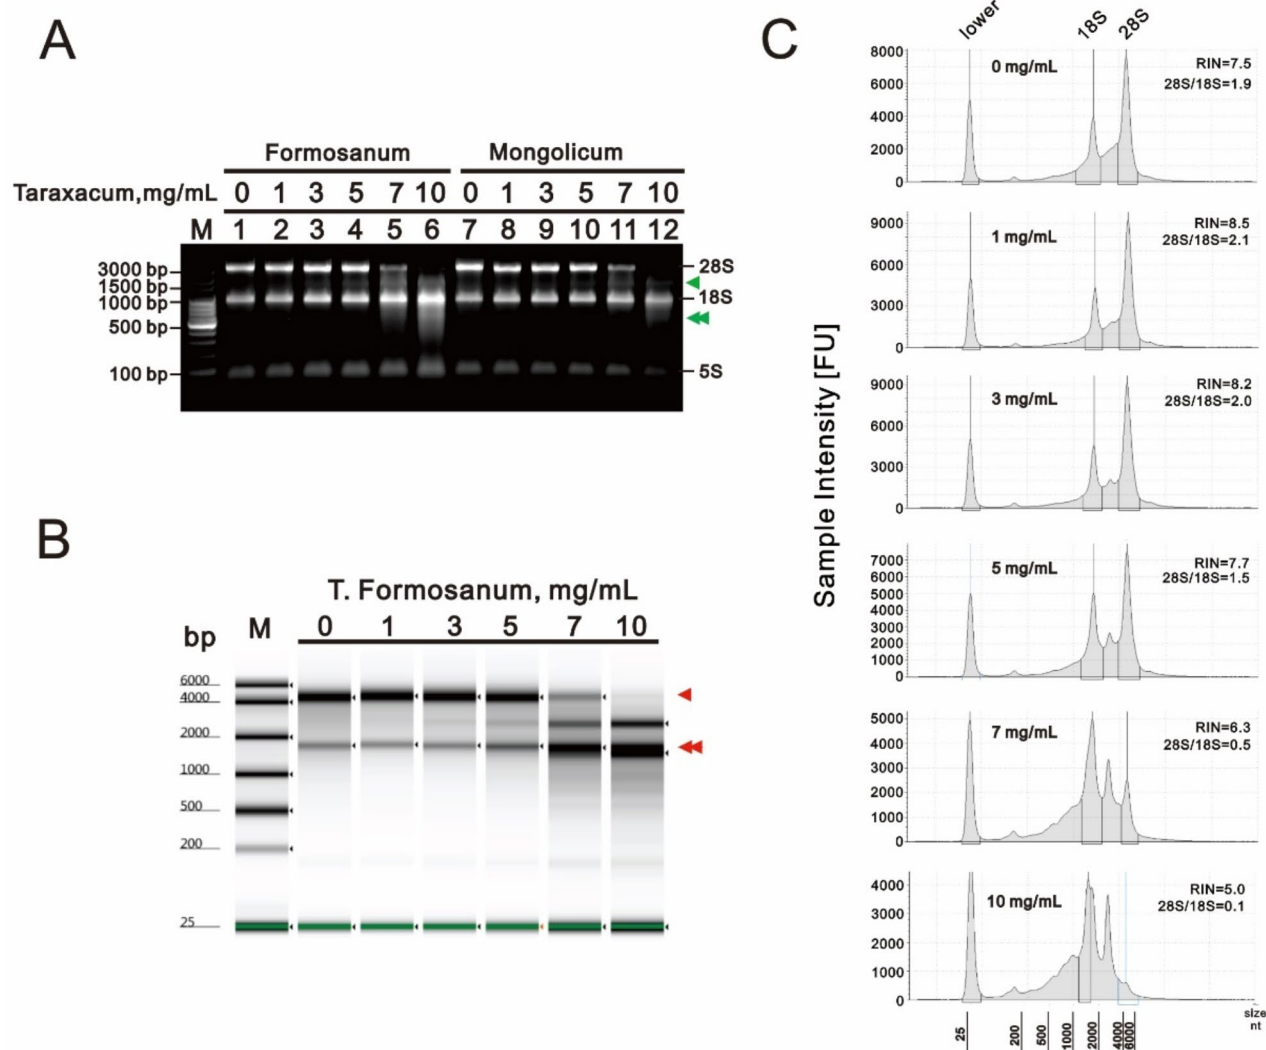 A
Formosanum Mongolicum
Taraxacum,mg/mL 0 1 3 5 7 10 0 1 3 5 7 10
M 1 2 3 4 5 6 7 8 9 10 11 12
3000 bp
1500 bp
1000 bp
500 bp
100 bp
28S
18S
5S
B
T. Formosanum, mg/mL
bp M 0 1 3 5 7 10
6000
4000
2000
1000
500
200
25
C
lower 18S 28S
Sample Intensity [FU]
8000
6000
4000
2000
0
0 mg/mL
RIN=7.5
28S/18S=1.9
9000
6000
3000
0
1 mg/mL
RIN=8.5
28S/18S=2.1
9000
6000
3000
0
3 mg/mL
RIN=8.2
28S/18S=2.0
7000
6000
5000
4000
3000
2000
1000
0
5 mg/mL
RIN=7.7
28S/18S=1.5
5000
4000
3000
2000
1000
0
7 mg/mL
RIN=6.3
28S/18S=0.5
4000
3000
2000
1000
0
10 mg/mL
RIN=5.0
28S/18S=0.1
25 200 500 1000 2000 4000 6000
size
nt